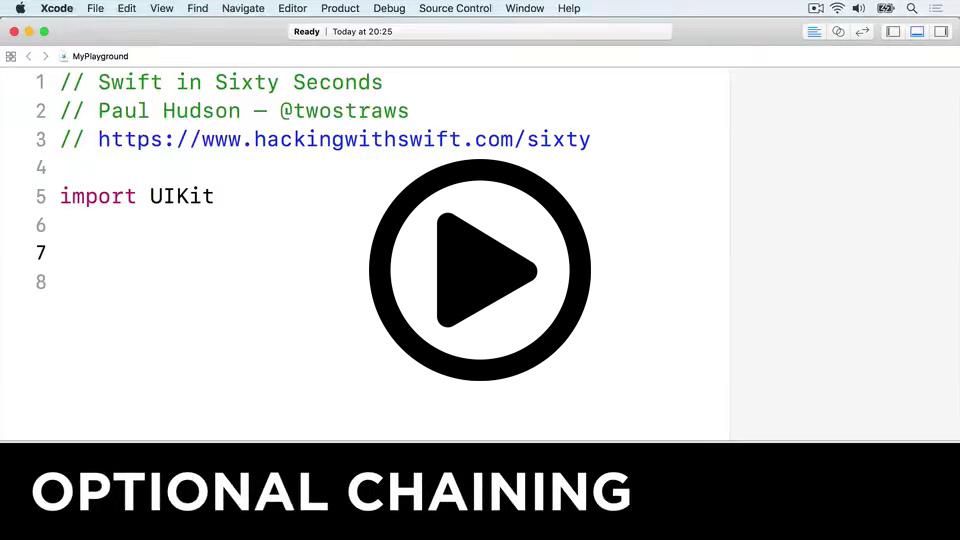 Xcode File Edit View Find Navigate Editor Product Debug Source Control Window Help
Ready | Today at 20:25
MyPlayground
1 // Swift in Sixty Seconds
2 // Paul Hudson — @twostraws
3 // https://www.hackingwithswift.com/sixty
4
5 import UIKit
6
7
8
OPTIONAL CHAINING